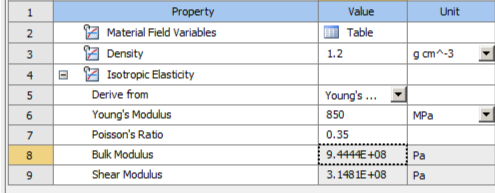 1 Property Value Unit
2 Material Field Variables Table
3 Density 1.2 g cm^-3
4 Isotropic Elasticity
5 Derive from Young's ...
6 Young's Modulus 850 MPa
7 Poisson's Ratio 0.35
8 Bulk Modulus 9.4444E+08 Pa
9 Shear Modulus 3.1481E+08 Pa